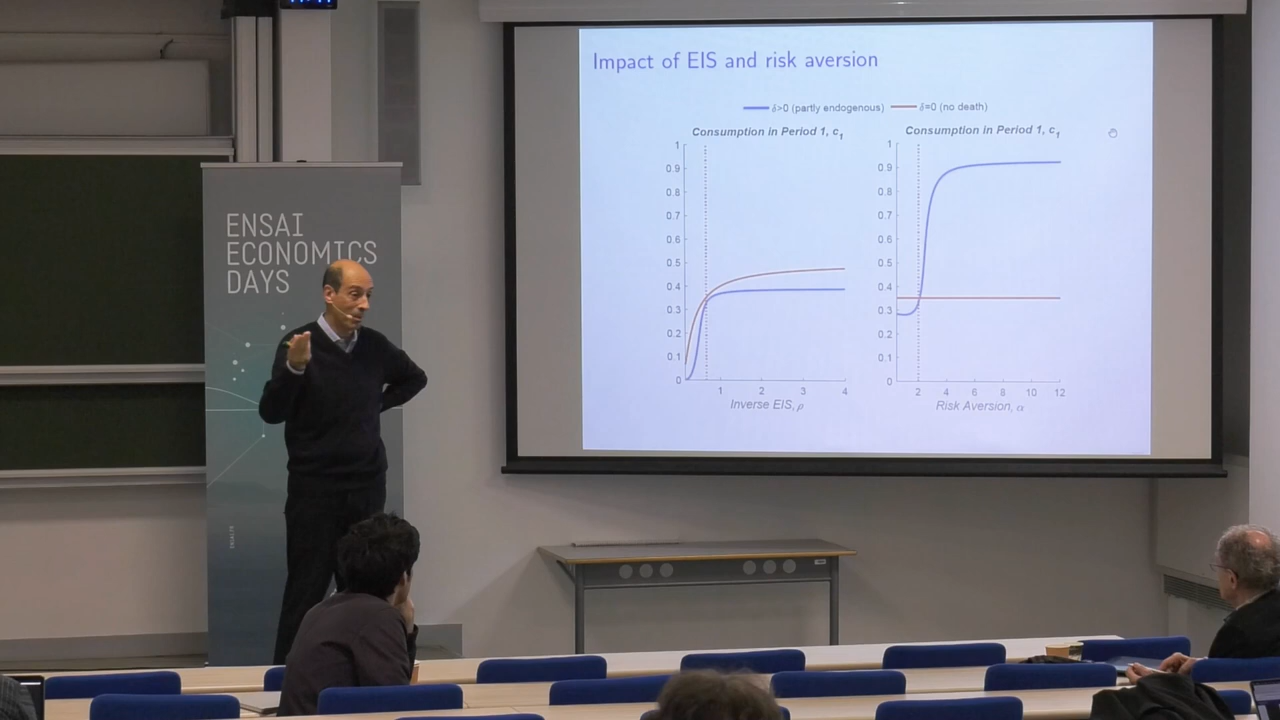 Impact of EIS and risk aversion
δ>0 (partly endogenous)
δ=0 (no death)
Consumption in Period 1, c₁
1
0.9
0.8
0.7
0.6
0.5
0.4
0.3
0.2
0.1
0
1 2 3 4
Inverse EIS, ρ
Consumption in Period 1, c₁
1
0.9
0.8
0.7
0.6
0.5
0.4
0.3
0.2
0.1
0
2 4 6 8 10 12
Risk Aversion, α
ENSAI
ECONOMICS
DAYS